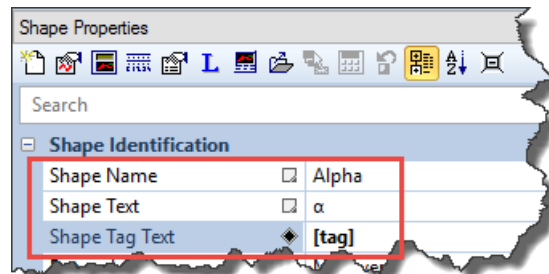 Shape Properties
L
Search
Shape Identification
Shape Name Alpha
Shape Text α
Shape Tag Text [tag]